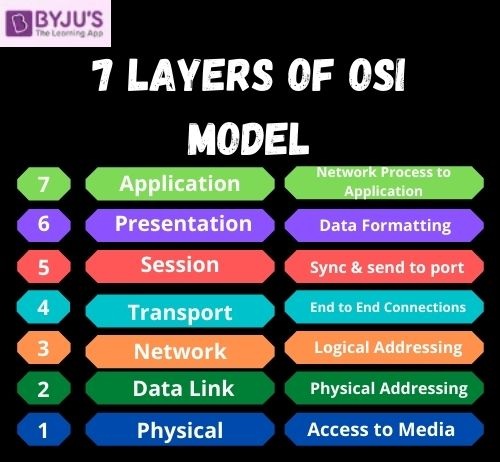 BYJU'S
The Learning App
7 LAYERS OF OSI
MODEL
7 Application Network Process to
Application
6 Presentation Data Formatting
5 Session Sync & send to port
4 Transport End to End Connections
3 Network Logical Addressing
2 Data Link Physical Addressing
1 Physical Access to Media